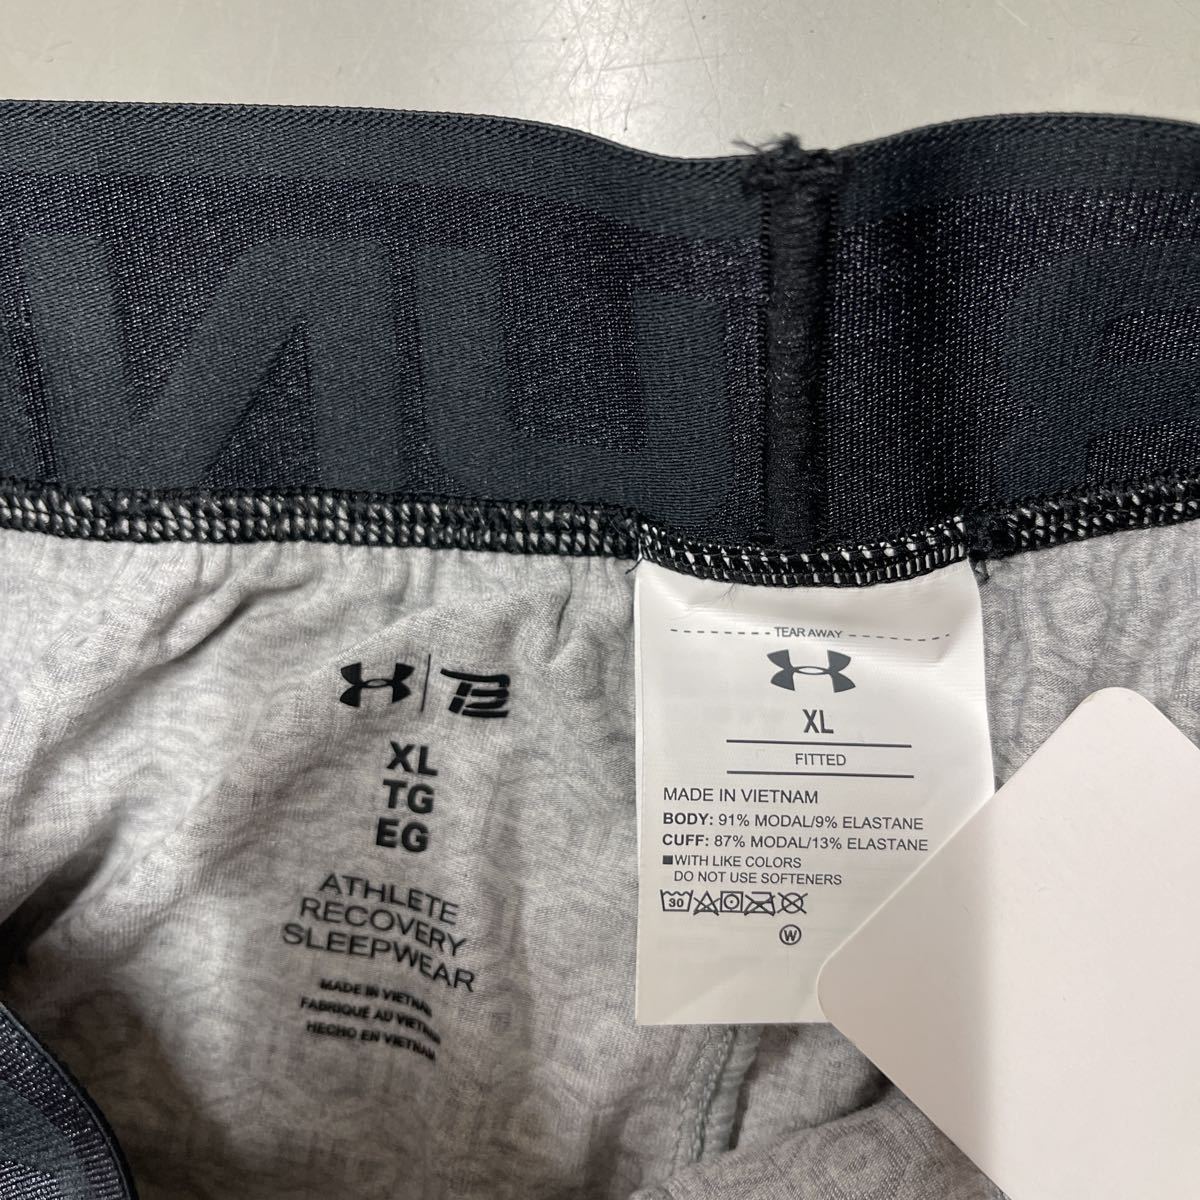 XL
TG
EG
ATHLETE
RECOVERY
SLEEPWEAR
MADE IN VIETNAM
FABRIQUÉ AU VIETNAM
HECHO EN VIETNAM
TEAR AWAY
XL
FITTED
MADE IN VIETNAM
BODY: 91% MODAL/9% ELASTANE
CUFF: 87% MODAL/13% ELASTANE
■WITH LIKE COLORS
DO NOT USE SOFTENERS
30
W